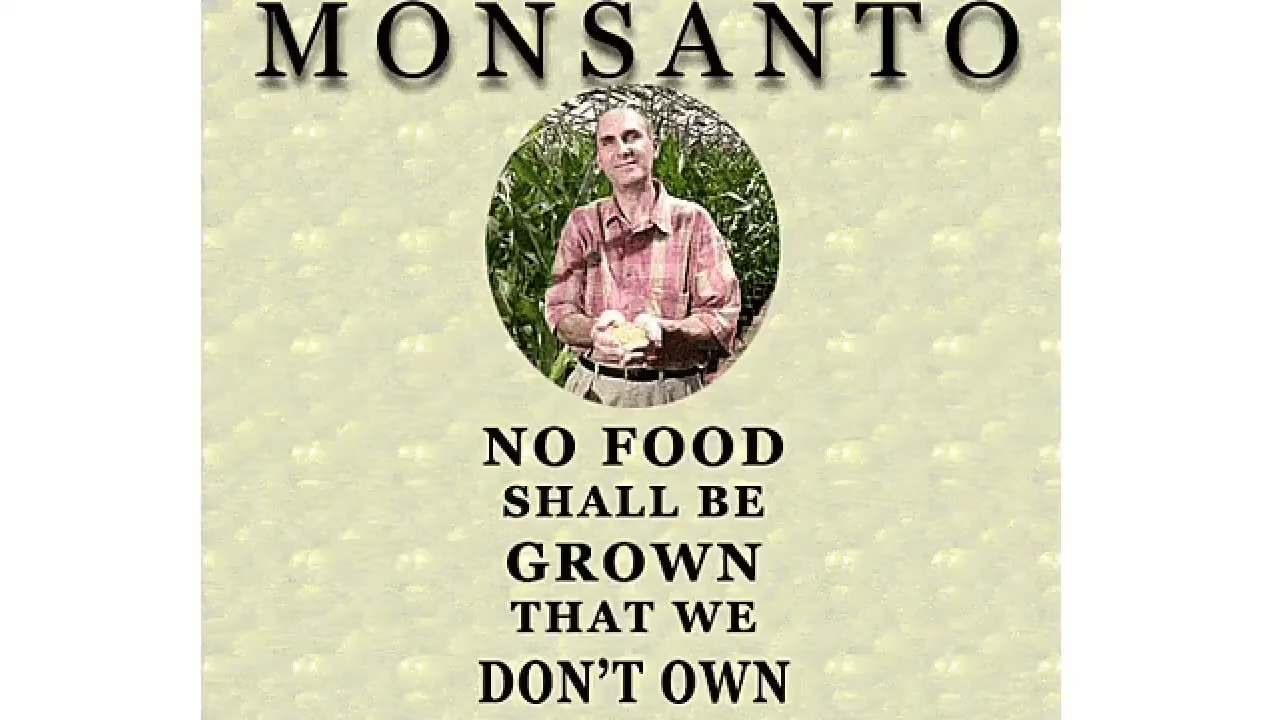 MONSANTO
NO FOOD
SHALL BE
GROWN
THAT WE
DON'T OWN